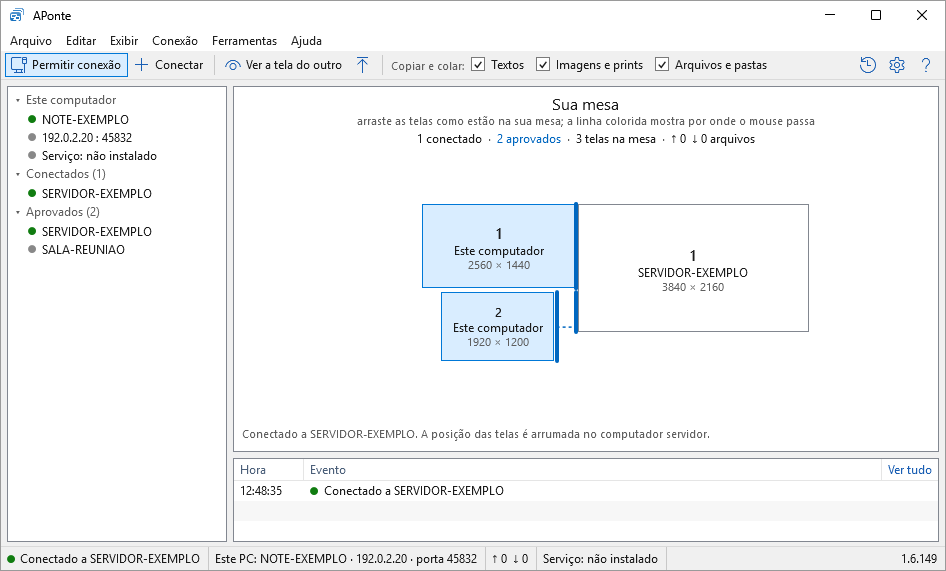 APonte
Arquivo Editar Exibir Conexão Ferramentas Ajuda
Permitir conexão Conectar Ver a tela do outro Copiar e colar: Textos Imagens e prints Arquivos e pastas ?
Este computador
NOTE-EXEMPLO
192.0.2.20 : 45832
Serviço: não instalado
Conectados (1)
SERVIDOR-EXEMPLO
Aprovados (2)
SERVIDOR-EXEMPLO
SALA-REUNIAO
Sua mesa
arraste as telas como estão na sua mesa; a linha colorida mostra por onde o mouse passa
1 conectado · 2 aprovados · 3 telas na mesa · ↑ 0 ↓ 0 arquivos
1
Este computador
2560 × 1440
1
SERVIDOR-EXEMPLO
3840 × 2160
2
Este computador
1920 × 1200
Conectado a SERVIDOR-EXEMPLO. A posição das telas é arrumada no computador servidor.
Hora Evento Ver tudo
12:48:35 Conectado a SERVIDOR-EXEMPLO
Conectado a SERVIDOR-EXEMPLO Este PC: NOTE-EXEMPLO · 192.0.2.20 · porta 45832 ↑ 0 ↓ 0 Serviço: não instalado 1.6.149